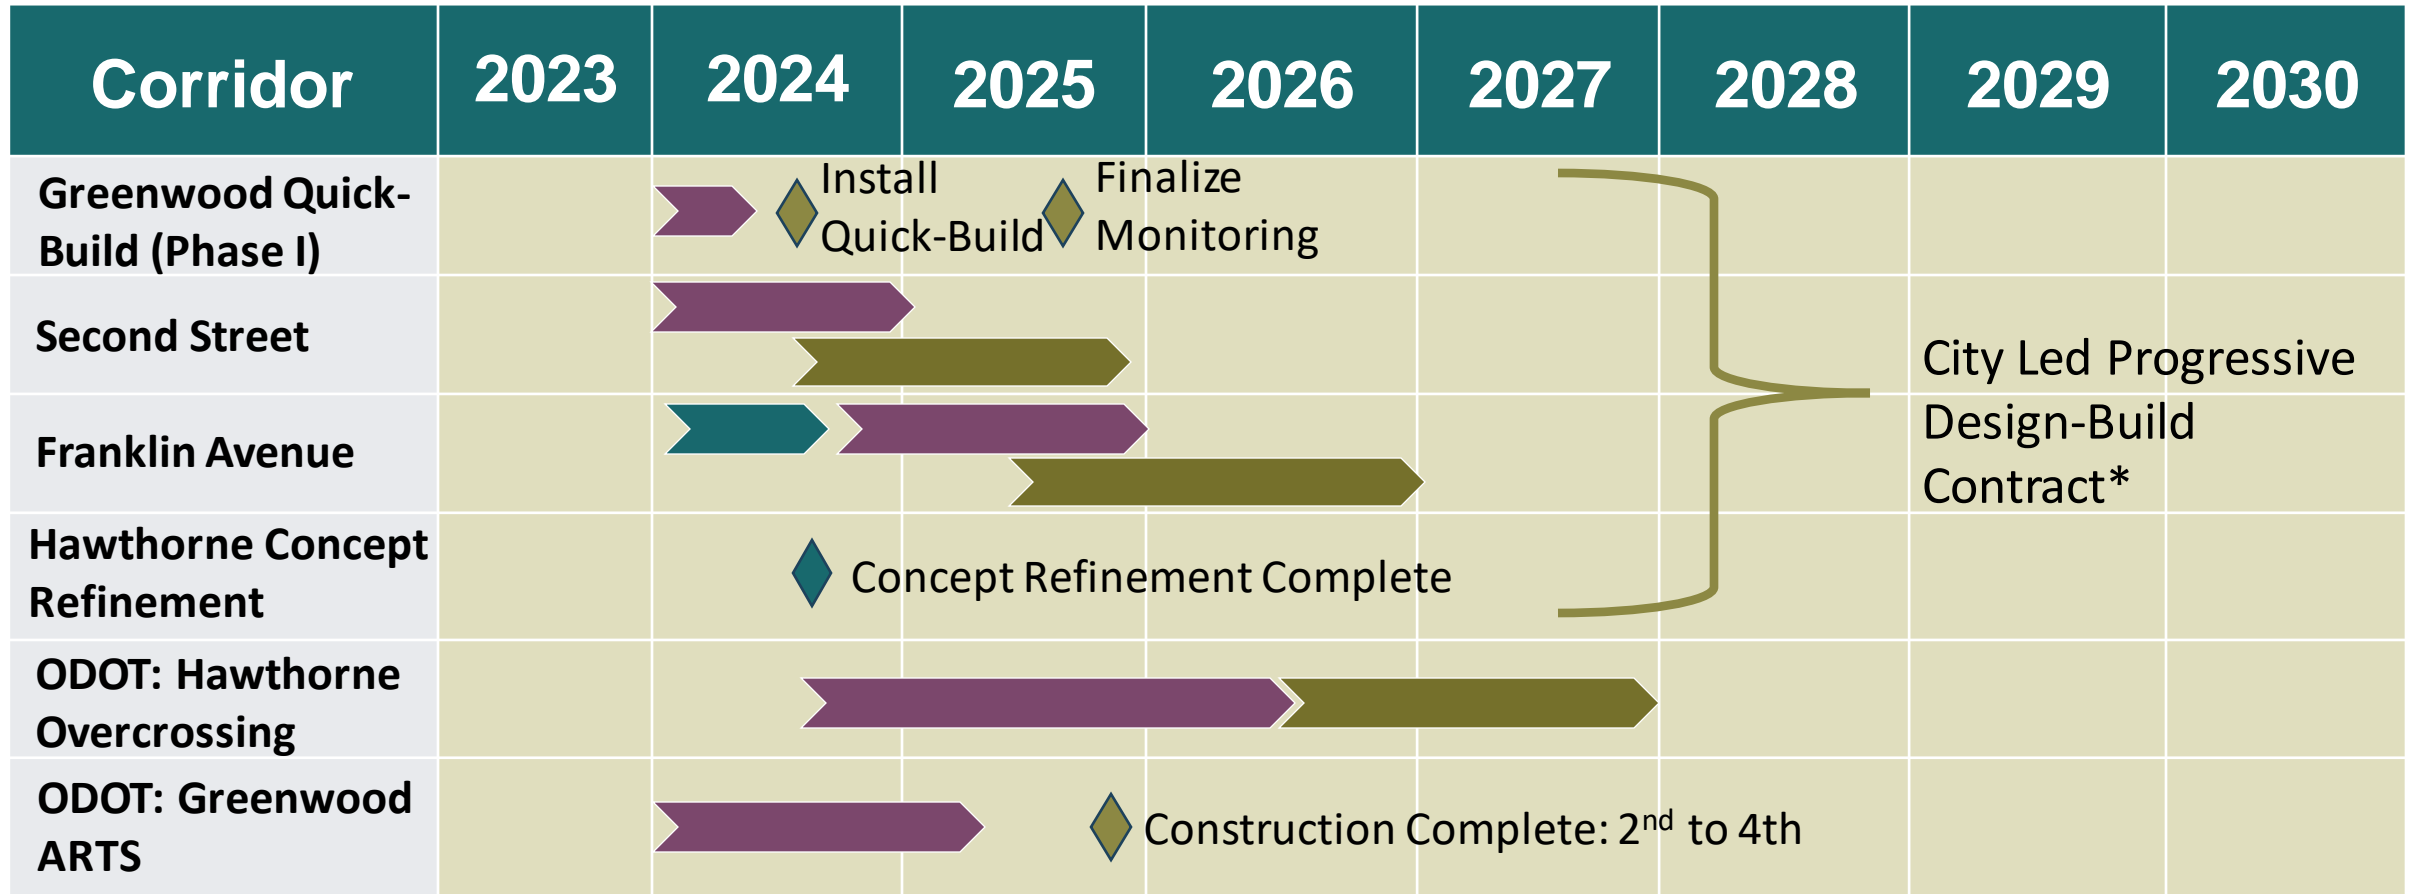 Corridor 2023 2024 2025 2026 2027 2028 2029 2030
Greenwood Quick-
Build (Phase I)
Install
Quick-Build
Finalize
Monitoring
Second Street
Franklin Avenue
Hawthorne Concept
Refinement
Concept Refinement Complete
City Led Progressive
Design-Build
Contract*
ODOT: Hawthorne
Overcrossing
ODOT: Greenwood
ARTS
Construction Complete: 2nd to 4th